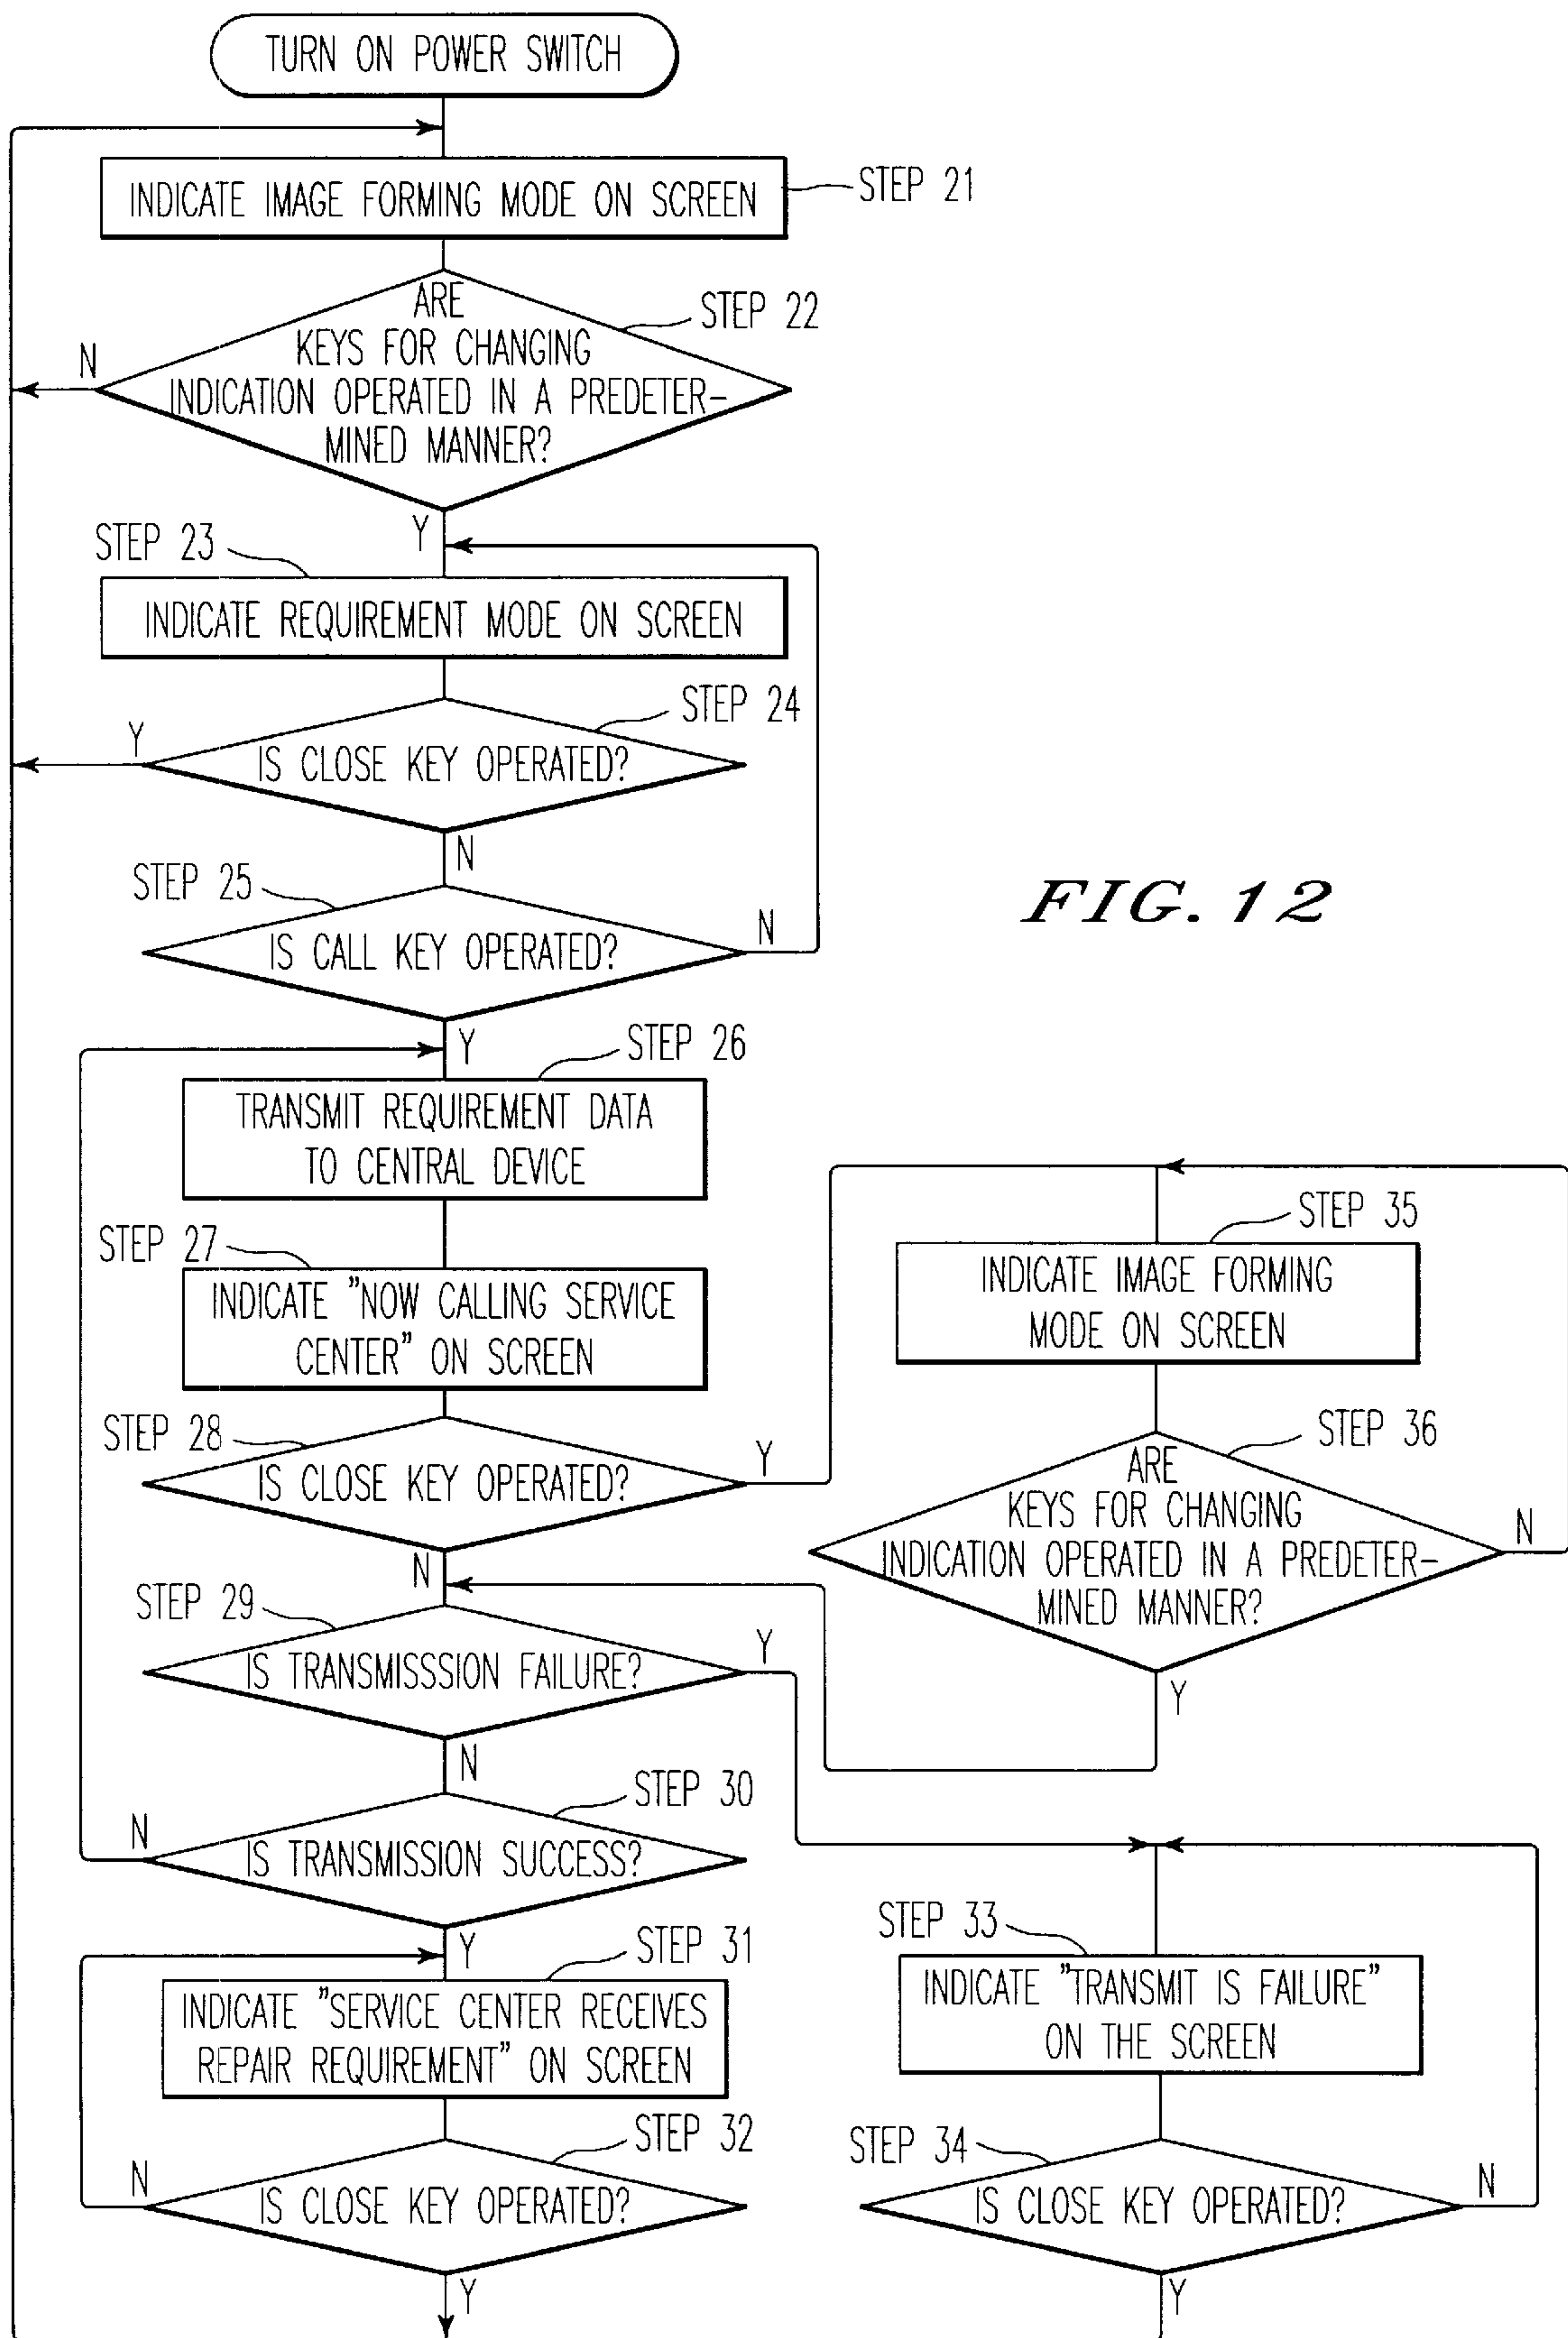 TURN ON POWER SWITCH
INDICATE IMAGE FORMING MODE ON SCREEN
STEP 21
ARE
KEYS FOR CHANGING
INDICATION OPERATED IN A PREDETER-
MINED MANNER?
STEP 22
N
Y
STEP 23
INDICATE REQUIREMENT MODE ON SCREEN
STEP 24
Y
IS CLOSE KEY OPERATED?
N
STEP 25
IS CALL KEY OPERATED?
N
FIG. 12
Y
STEP 26
TRANSMIT REQUIREMENT DATA
TO CENTRAL DEVICE
STEP 27
INDICATE "NOW CALLING SERVICE
CENTER" ON SCREEN
STEP 28
IS CLOSE KEY OPERATED?
Y
N
STEP 35
INDICATE IMAGE FORMING
MODE ON SCREEN
STEP 36
ARE
KEYS FOR CHANGING
INDICATION OPERATED IN A PREDETER-
MINED MANNER?
N
Y
STEP 29
IS TRANSMISSSION FAILURE?
Y
N
STEP 30
N
IS TRANSMISSION SUCCESS?
Y
STEP 31
INDICATE "SERVICE CENTER RECEIVES
REPAIR REQUIREMENT" ON SCREEN
STEP 32
N
IS CLOSE KEY OPERATED?
Y
STEP 33
INDICATE "TRANSMIT IS FAILURE"
ON THE SCREEN
STEP 34
IS CLOSE KEY OPERATED?
N
Y